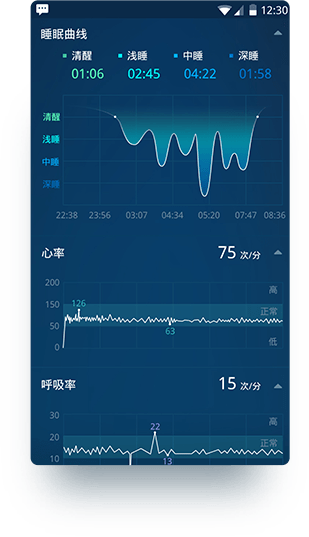 12:30
睡眠曲线
清醒 浅睡 中睡 深睡
01:06 02:45 04:22 01:58
清醒
浅睡
中睡
深睡
22:38 23:56 03:07 04:34 05:20 07:47 08:36
心率 75 次/分
200
高
150
126
正常
100
50
63
低
0
呼吸率 15 次/分
30
高
22
20
正常
10
13